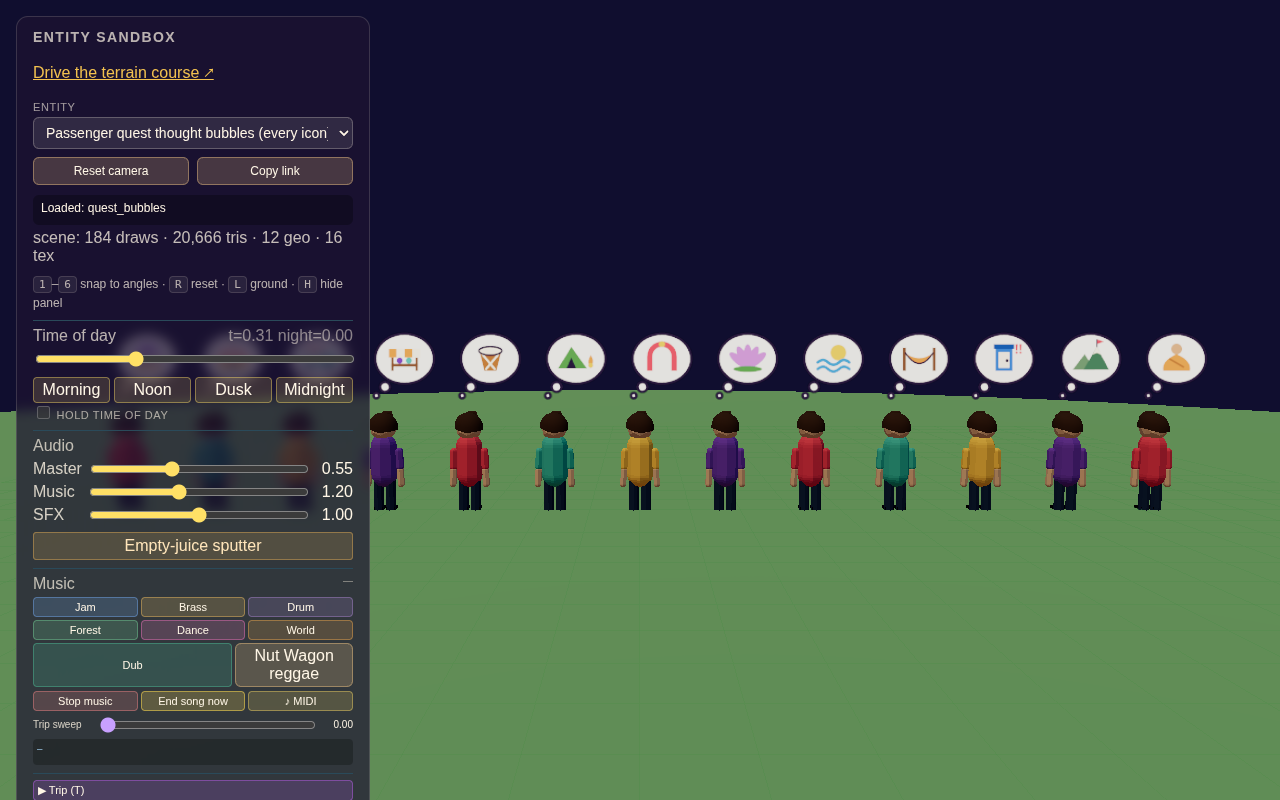 ENTITY SANDBOX
Drive the terrain course ↗
ENTITY
Passenger quest thought bubbles (every icon)
Reset camera Copy link
Loaded: quest_bubbles
scene: 184 draws · 20,666 tris · 12 geo · 16
tex
1–6 snap to angles · R reset · L ground · H hide
panel
Time of day t=0.31 night=0.00
Morning Noon Dusk Midnight
HOLD TIME OF DAY
Audio
Master 0.55
Music 1.20
SFX 1.00
Empty-juice sputter
Music —
Jam Brass Drum
Forest Dance World
Dub Nut Wagon
reggae
Stop music End song now ♪ MIDI
Trip sweep 0.00
–
▶ Trip (T)
!!